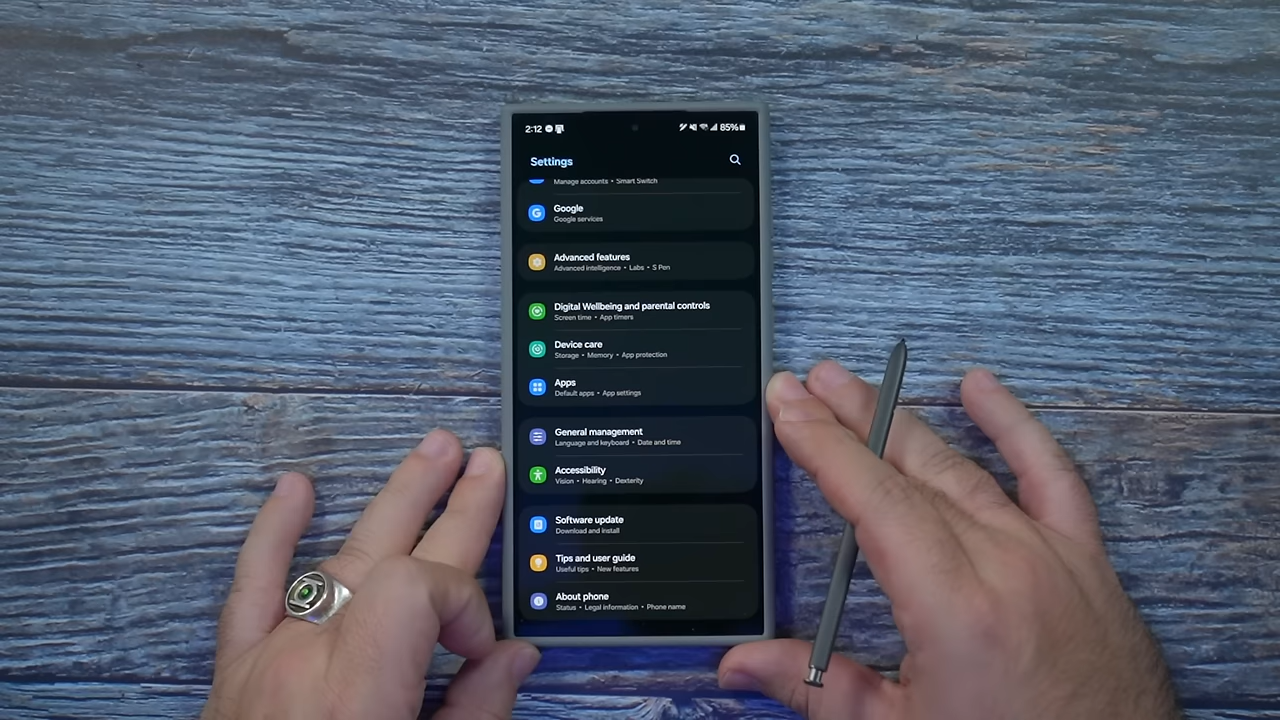 2:12
85%
Settings
Manage accounts • Smart Switch
Google
Google services
Advanced features
Advanced intelligence • Labs • S Pen
Digital Wellbeing and parental controls
Screen time • App timers
Device care
Storage • Memory • App protection
Apps
Default apps • App settings
General management
Language and keyboard • Date and time
Accessibility
Vision • Hearing • Dexterity
Software update
Download and install
Tips and user guide
Useful tips • New features
About phone
Status • Legal information • Phone name